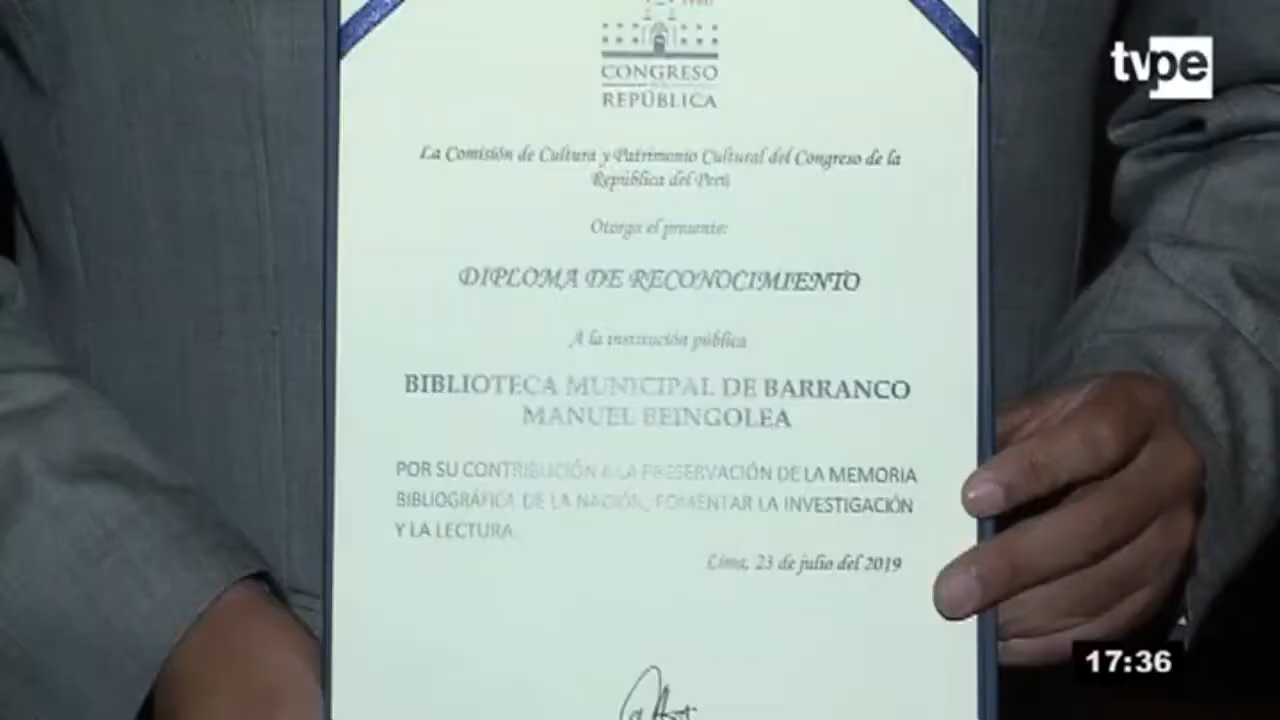 tvpe
CONGRESO
REPÚBLICA
La Comisión de Cultura y Patrimonio Cultural del Congreso de la
República del Perú
Otorga el presente:
DIPLOMA DE RECONOCIMIENTO
A la institución pública
BIBLIOTECA MUNICIPAL DE BARRANCO
MANUEL BEINGOLEA
POR SU CONTRIBUCIÓN A LA PRESERVACIÓN DE LA MEMORIA
BIBLIOGRÁFICA DE LA NACIÓN, FOMENTAR LA INVESTIGACIÓN
Y LA LECTURA.
Lima, 23 de julio del 2019
17:36